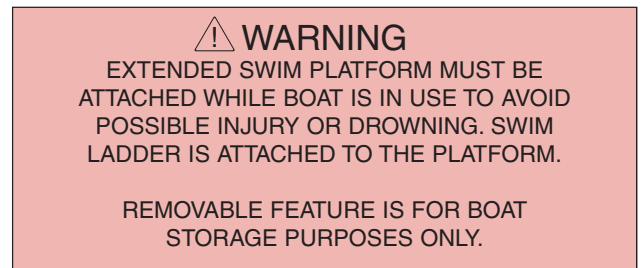 ⚠ WARNING
EXTENDED SWIM PLATFORM MUST BE
ATTACHED WHILE BOAT IS IN USE TO AVOID
POSSIBLE INJURY OR DROWNING. SWIM
LADDER IS ATTACHED TO THE PLATFORM.
REMOVABLE FEATURE IS FOR BOAT
STORAGE PURPOSES ONLY.